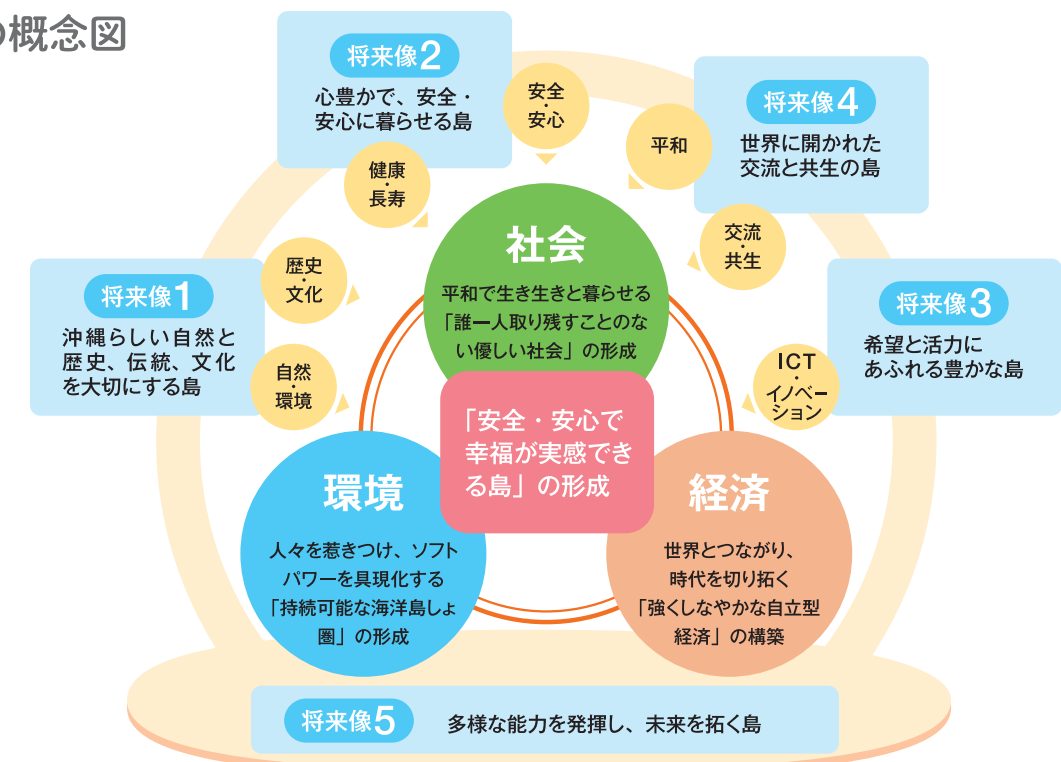 の概念図
将来像2
心豊かで、安全・
安心に暮らせる島
安全
・
安心
将来像4
世界に開かれた
交流と共生の島
平和
健康
・
長寿
交流
・
共生
歴史
・
文化
将来像1
沖縄らしい自然と
歴史、伝統、文化
を大切にする島
自然
・
環境
将来像3
希望と活力に
あふれる豊かな島
ICT
・
イノベー
ション
社会
平和で生き生きと暮らせる
「誰一人取り残すことのな
い優しい社会」の形成
「安全・安心で
幸福が実感でき
る島」の形成
環境
人々を惹きつけ、ソフト
パワーを具現化する
「持続可能な海洋島しょ
圏」の形成
経済
世界とつながり、
時代を切り拓く
「強くしなやかな自立型
経済」の構築
将来像5
多様な能力を発揮し、未来を拓く島